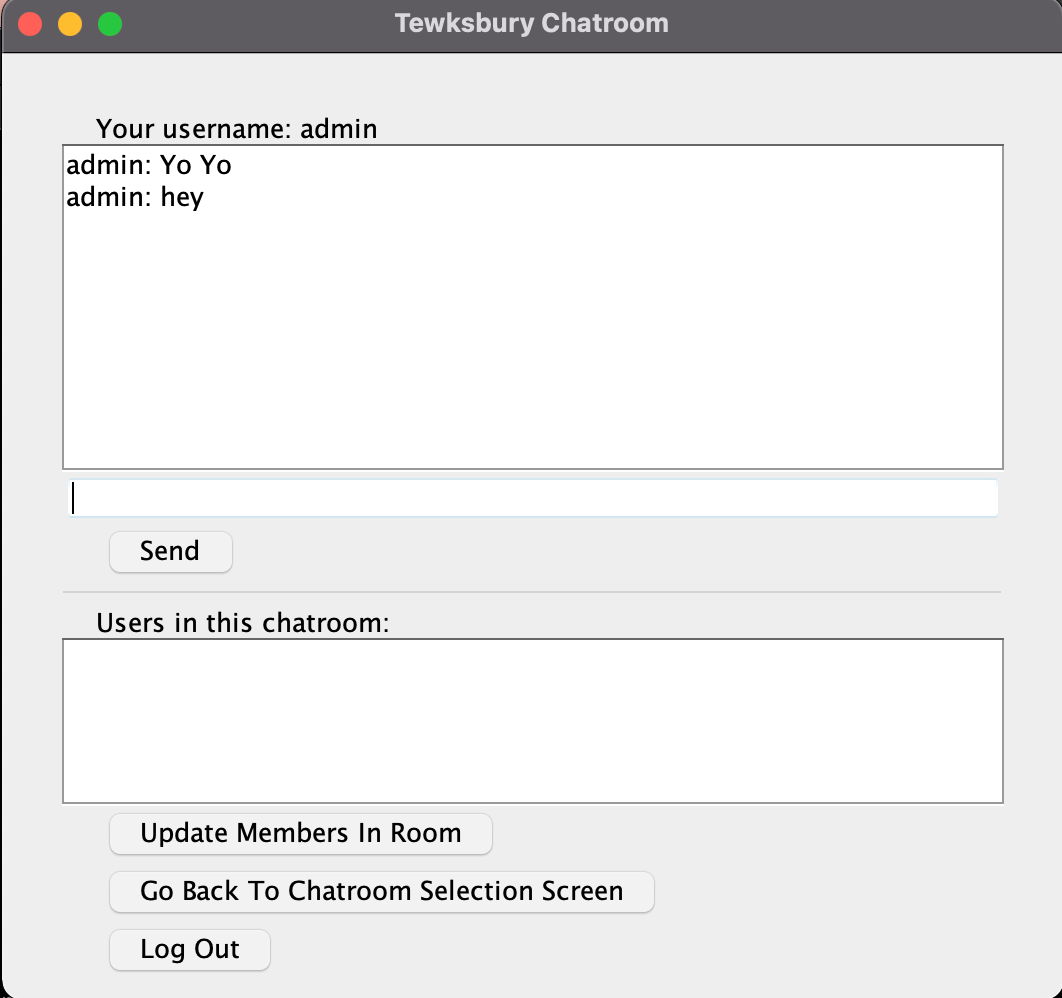 Tewksbury Chatroom
Your username: admin
admin: Yo Yo
admin: hey
Send
Users in this chatroom:
Update Members In Room
Go Back To Chatroom Selection Screen
Log Out